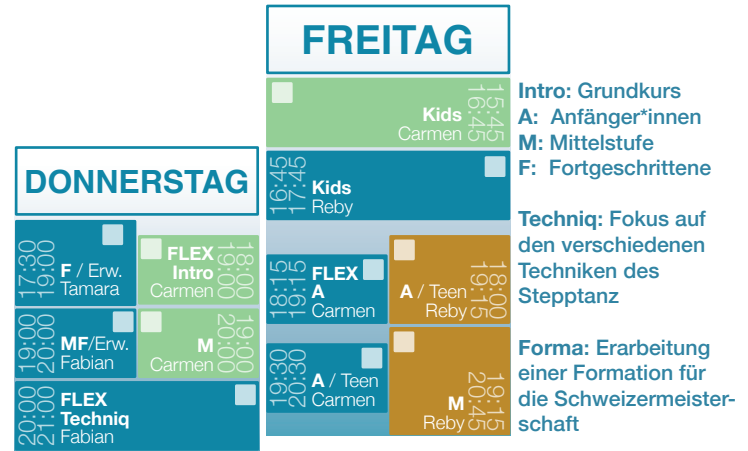 DONNERSTAG
17:30
19:00
F / Erw.
Tamara
FLEX
Intro
Carmen
18:00
19:00
19:00
20:00
MF/Erw.
Fabian
M
Carmen
19:00
20:00
20:00
21:00
FLEX
Techniq
Fabian
FREITAG
Kids
Carmen
15:45
16:45
16:45
17:45
Kids
Reby
18:15
19:15
FLEX
A
Carmen
A / Teen
Reby
18:00
19:15
19:30
20:30
A / Teen
Carmen
M
Reby
19:15
20:45
Intro: Grundkurs
A: Anfänger*innen
M: Mittelstufe
F: Fortgeschrittene
Techniq: Fokus auf
den verschiedenen
Techniken des
Stepptanz
Forma: Erarbeitung
einer Formation für
die Schweizermeister-
schaft